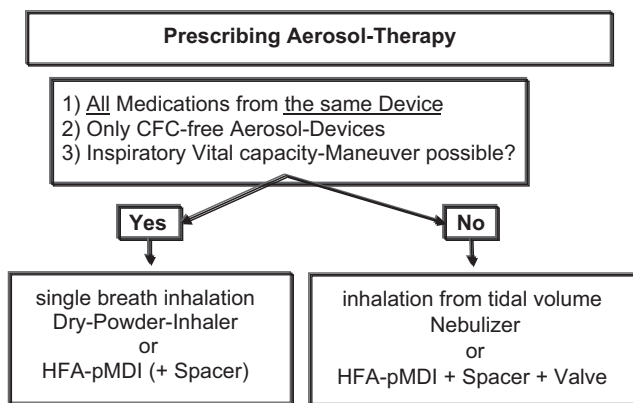 Prescribing Aerosol-Therapy
1) All Medications from the same Device
2) Only CFC-free Aerosol-Devices
3) Inspiratory Vital capacity-Maneuver possible?
Yes
No
single breath inhalation
Dry-Powder-Inhaler
or
HFA-pMDI (+ Spacer)
inhalation from tidal volume
Nebulizer
or
HFA-pMDI + Spacer + Valve